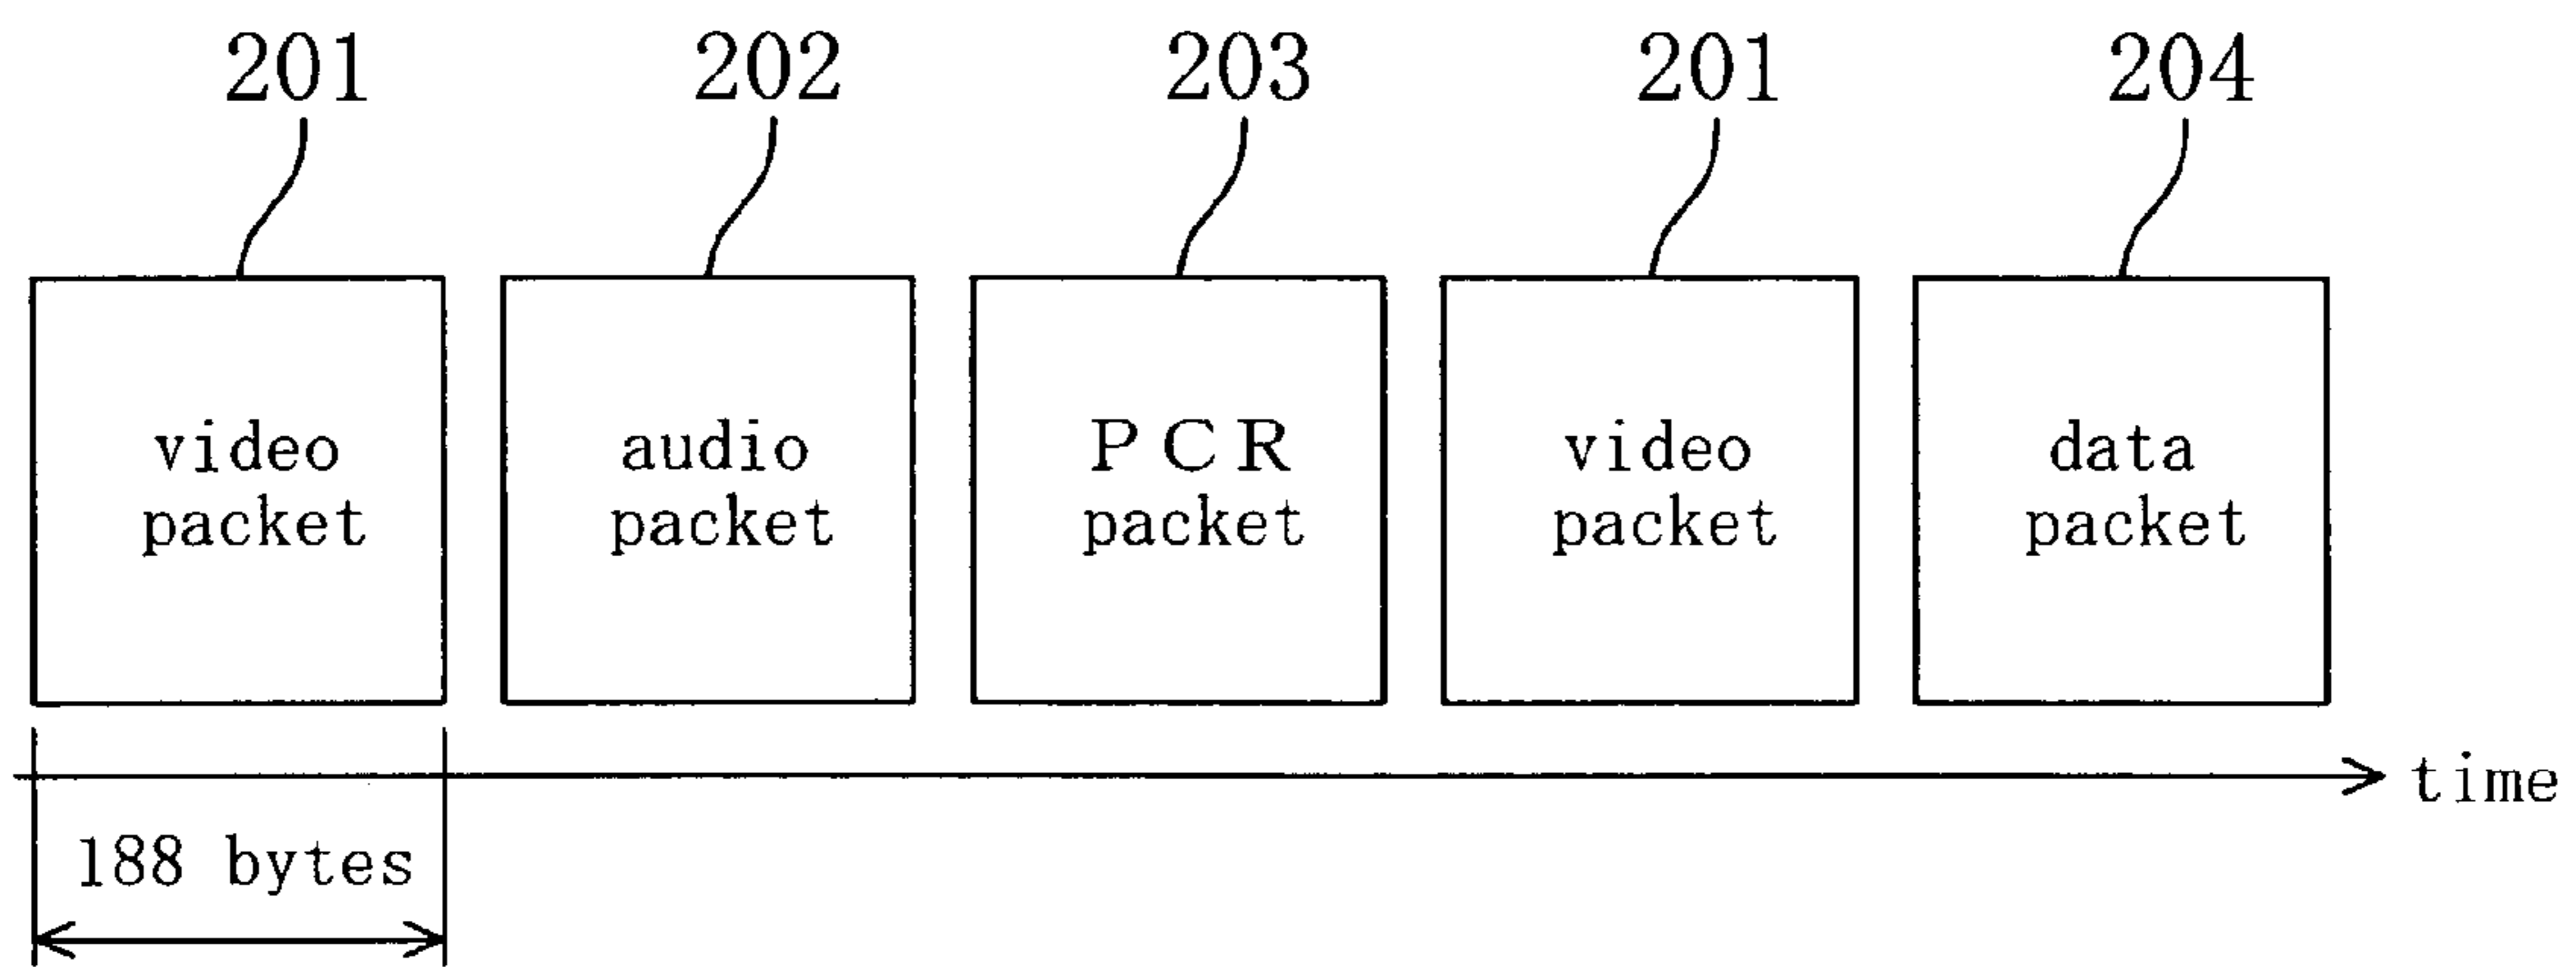 201 202 203 201 204
video audio PCR video data
packet packet packet packet packet
time
188 bytes